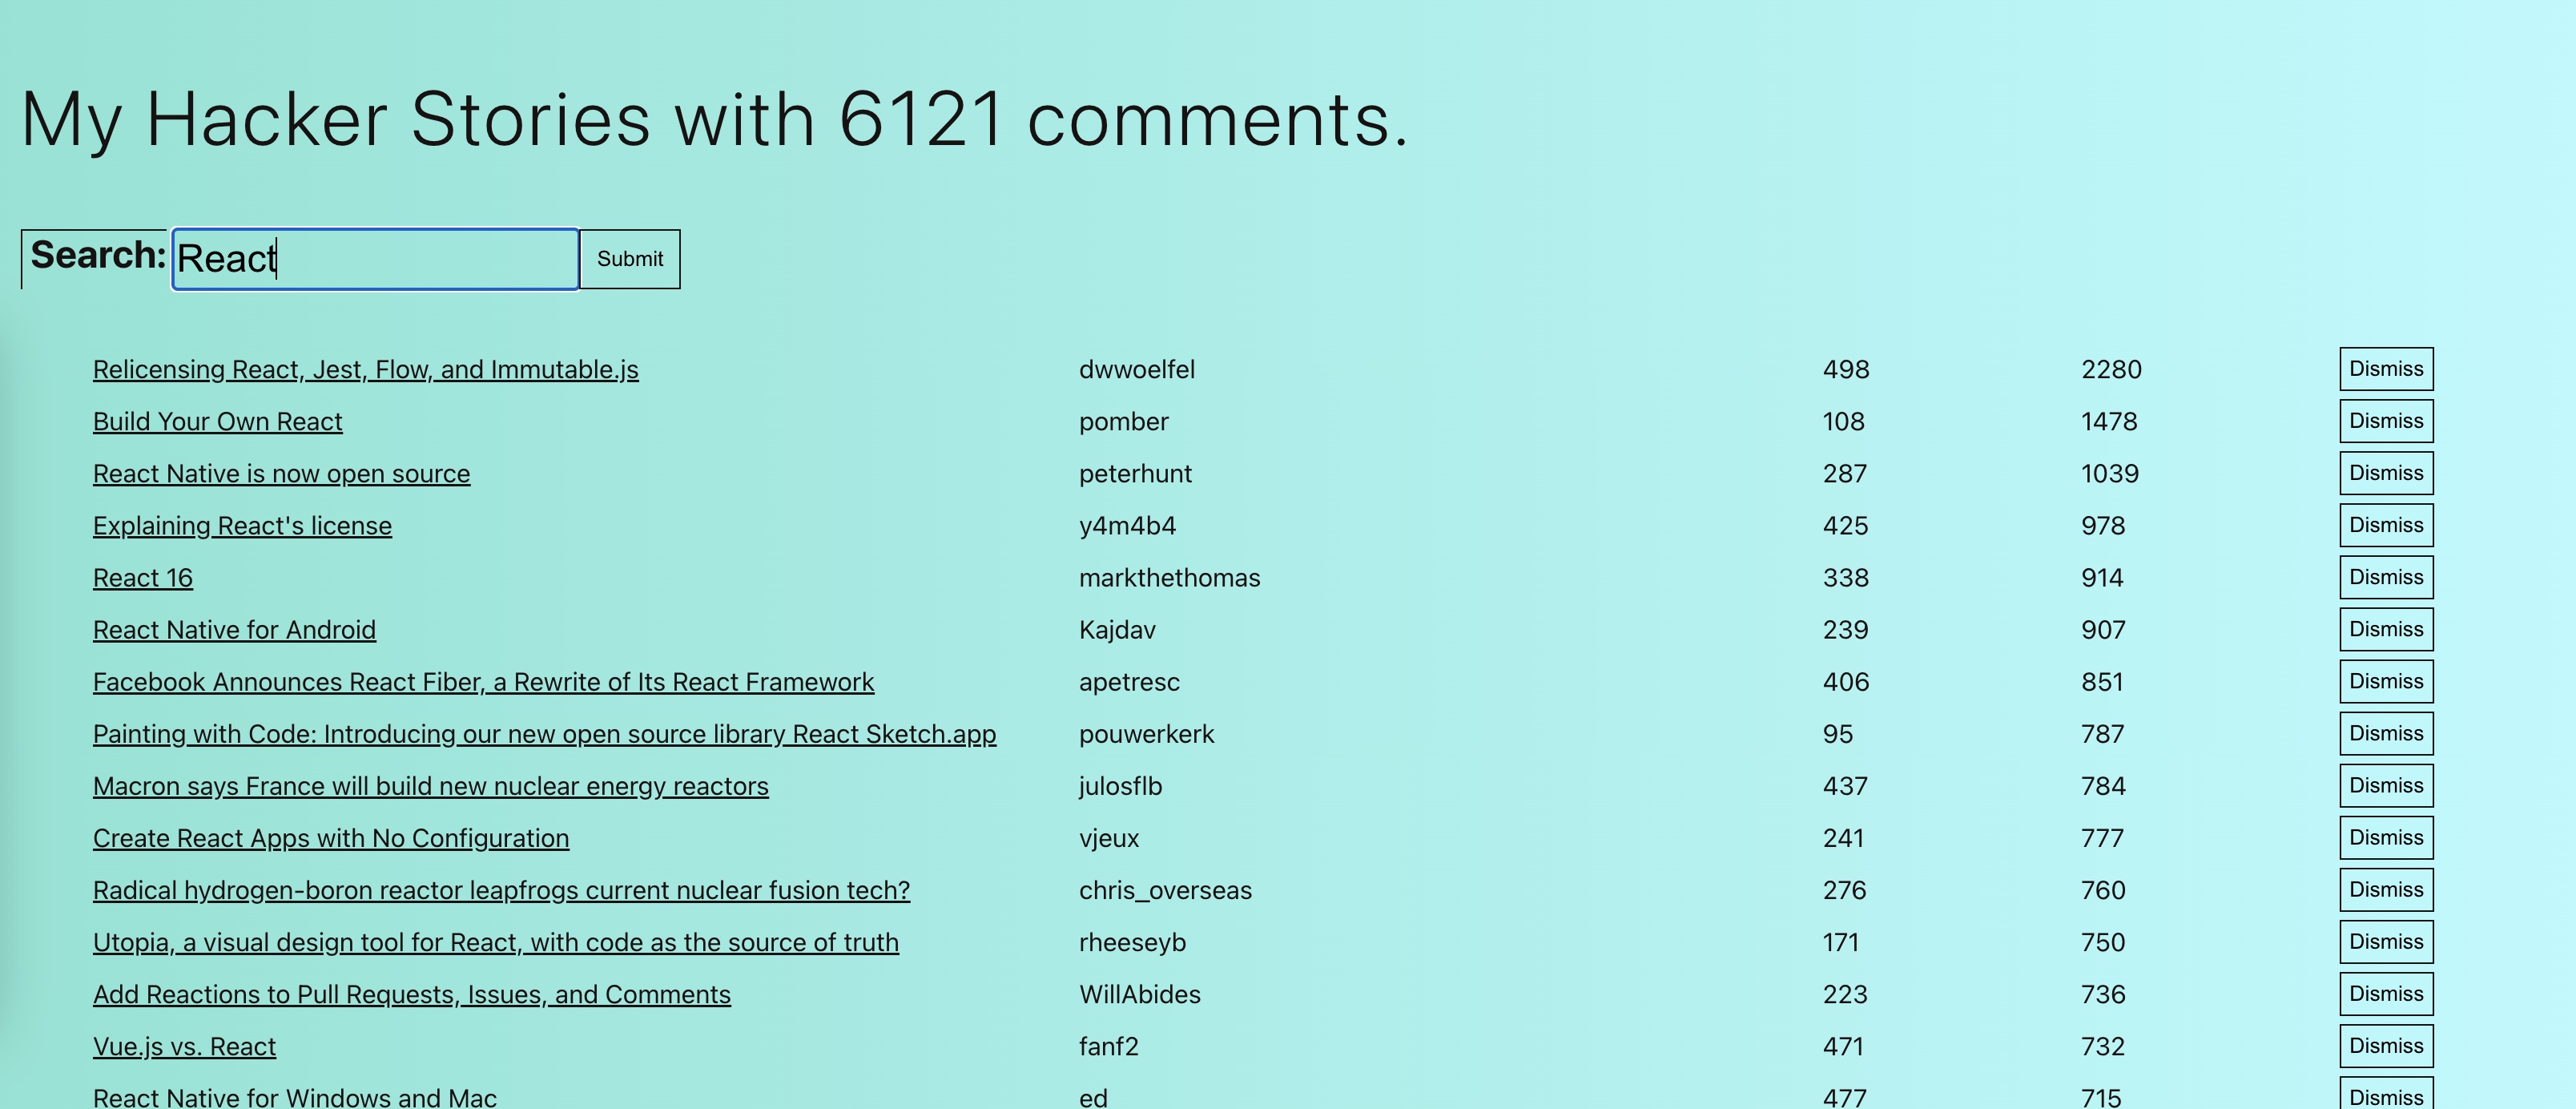 My Hacker Stories with 6121 comments.
Search: React Submit
Relicensing React, Jest, Flow, and Immutable.js dwwoelfel 498 2280 Dismiss
Build Your Own React pomber 108 1478 Dismiss
React Native is now open source peterhunt 287 1039 Dismiss
Explaining React's license y4m4b4 425 978 Dismiss
React 16 markthethomas 338 914 Dismiss
React Native for Android Kajdav 239 907 Dismiss
Facebook Announces React Fiber, a Rewrite of Its React Framework apetresc 406 851 Dismiss
Painting with Code: Introducing our new open source library React Sketch.app pouwerkerk 95 787 Dismiss
Macron says France will build new nuclear energy reactors julosflb 437 784 Dismiss
Create React Apps with No Configuration vjeux 241 777 Dismiss
Radical hydrogen-boron reactor leapfrogs current nuclear fusion tech? chris_overseas 276 760 Dismiss
Utopia, a visual design tool for React, with code as the source of truth rheeseyb 171 750 Dismiss
Add Reactions to Pull Requests, Issues, and Comments WillAbides 223 736 Dismiss
Vue.js vs. React fanf2 471 732 Dismiss
React Native for Windows and Mac ed 477 715 Dismiss